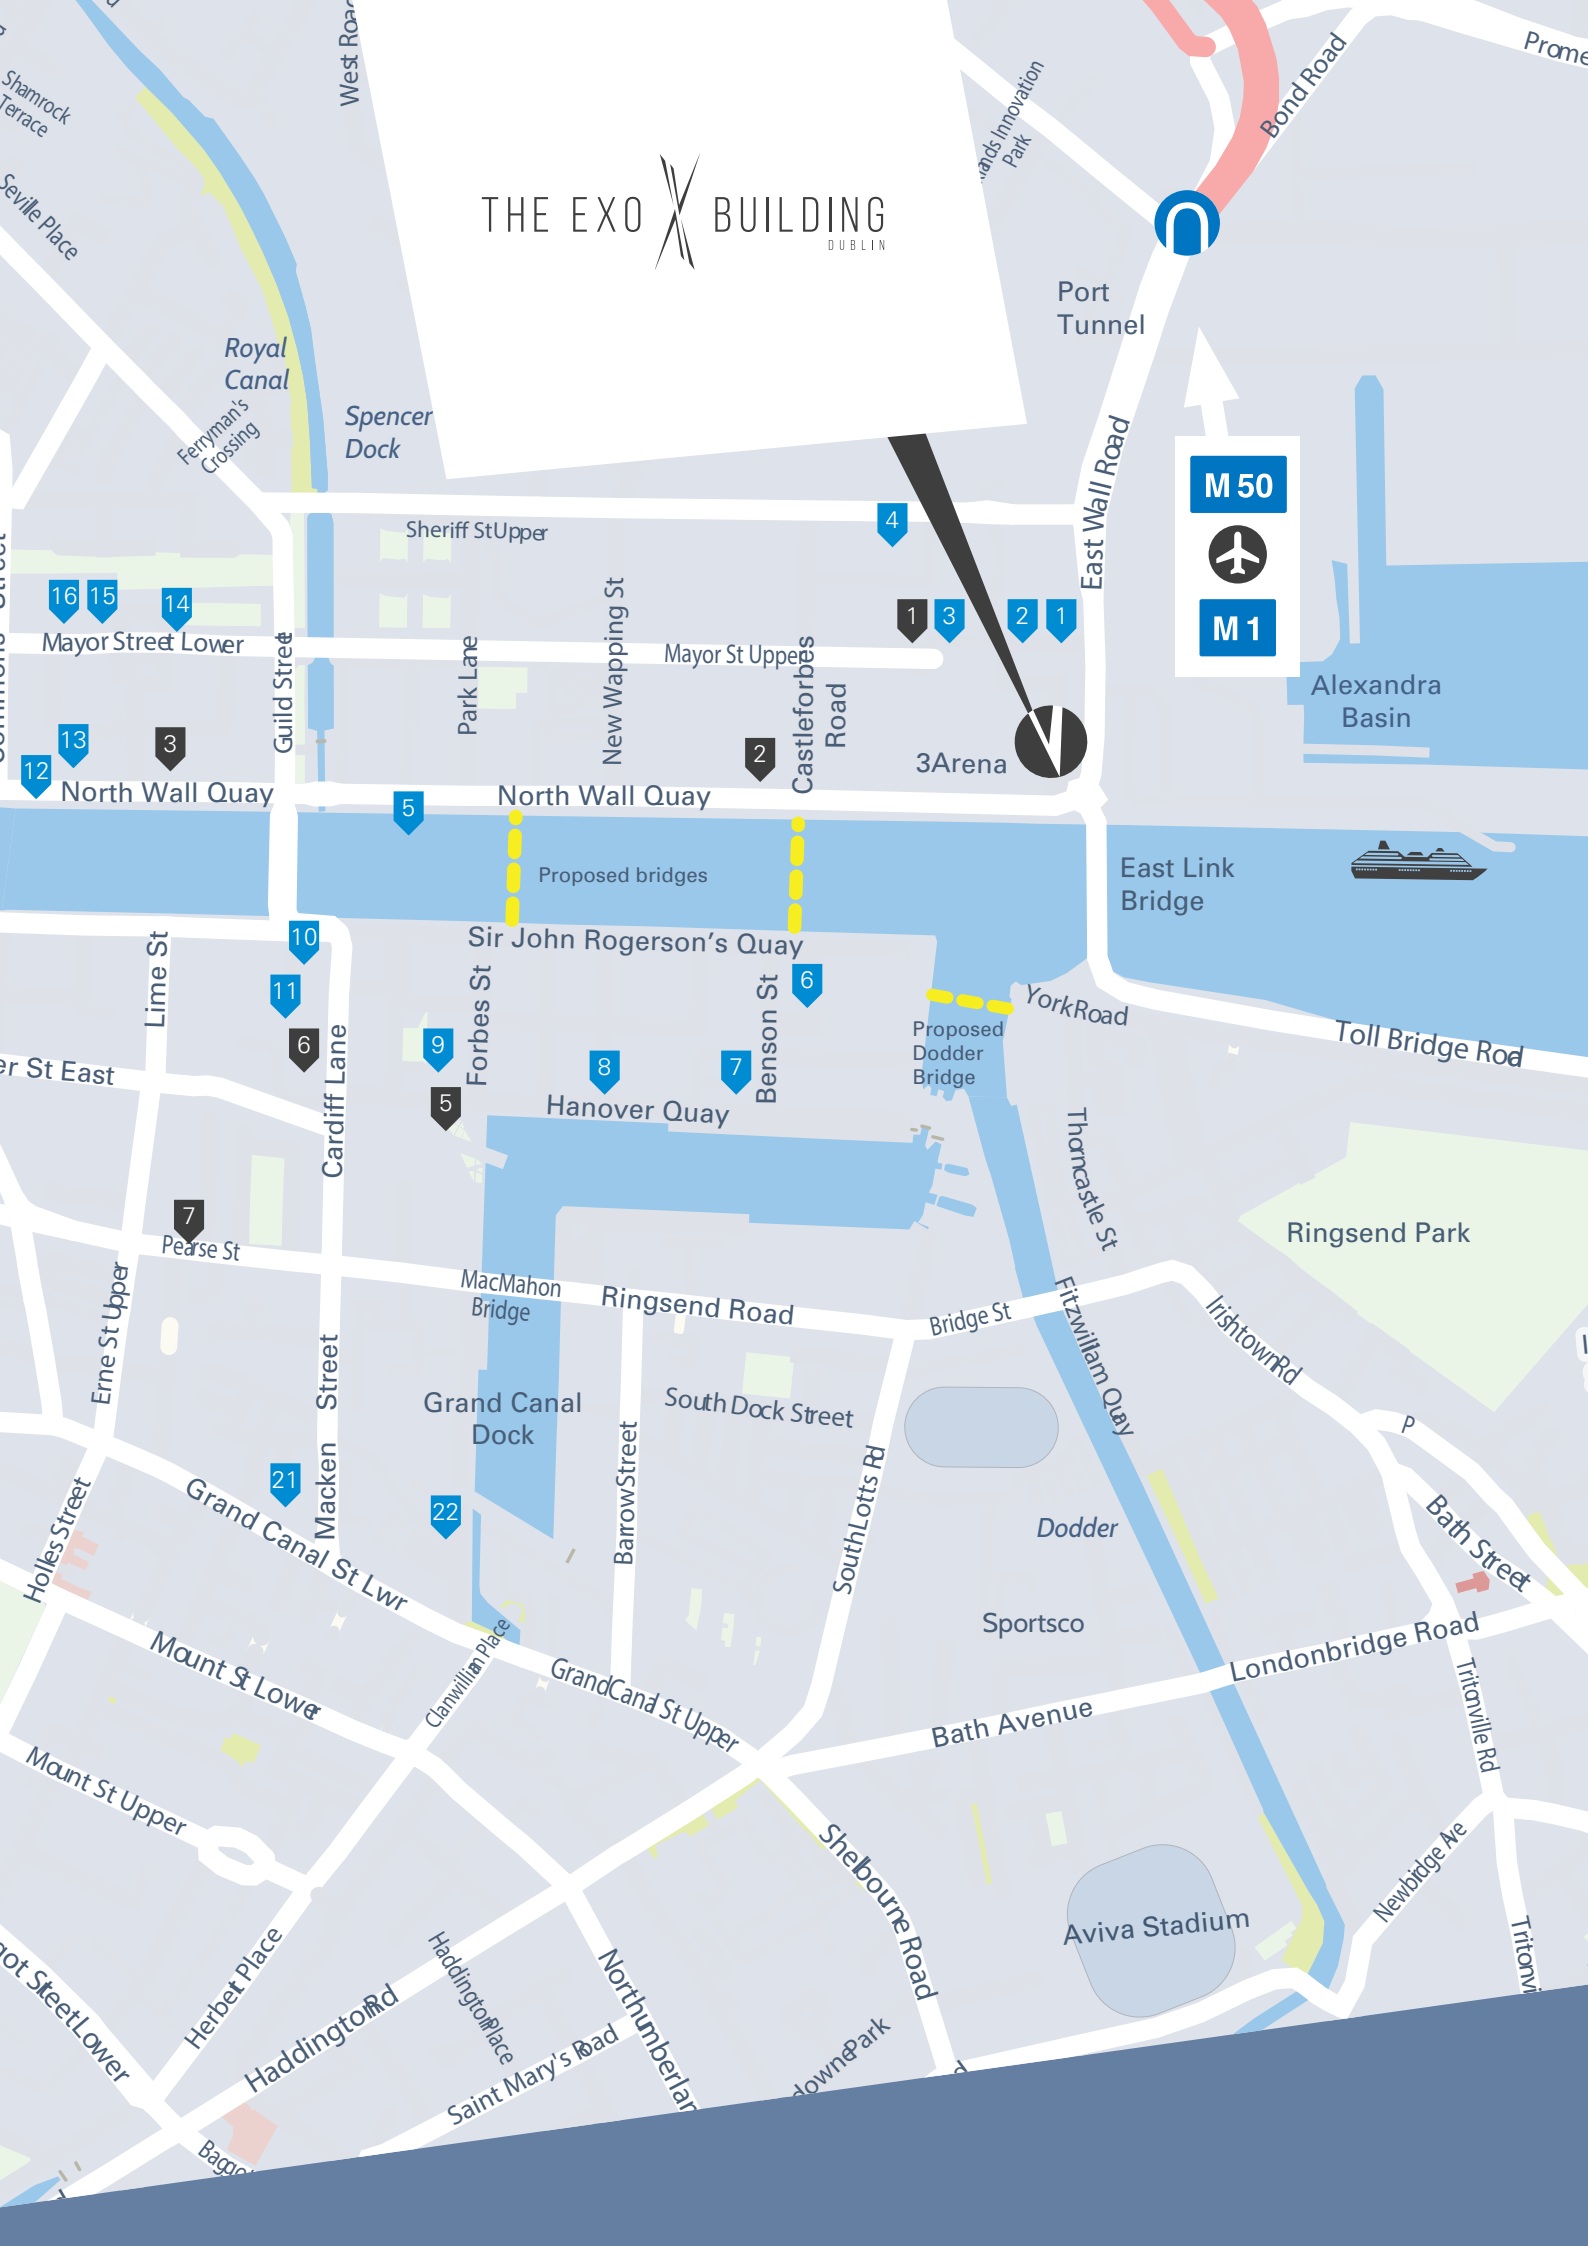 West Road
Shamrock
Terrace
Seville Place
THE EXO BUILDING
DUBLIN
Innovation
Park
Bond Road
Port
Tunnel
Royal
Canal
Ferryman's
Crossing
Spencer
Dock
East Wall Road
M 50
M 1
Sheriff St Upper
4
16
15
14
1
3
2
1
Mayor Street Lower
Guild Street
Park Lane
New Wapping St
Mayor St Upper
Castleforbes
Road
Alexandra
Basin
13
3
12
2
3Arena
North Wall Quay
North Wall Quay
5
Proposed bridges
East Link
Bridge
Sir John Rogerson's Quay
10
11
6
6
Lime St
Cardiff Lane
Forbes St
Benson St
York Road
Toll Bridge Rod
Proposed
Dodder
Bridge
9
8
7
5
St East
Hanover Quay
Thorncastle St
Ringsend Park
7
Pearse St
MacMahon
Bridge
Ringsend Road
Bridge St
Fitzwilliam Quay
Irishtown Rd
Erne St Upper
Macken Street
Grand Canal
Dock
South Dock Street
Barrow Street
South Lotts Rd
P
Bath Street
21
22
Holles Street
Grand Canal St Lwr
Dodder
Sportsco
Londonbridge Road
Mount St Lower
Clanwilliam Place
Grand Canal St Upper
Bath Avenue
Tritonville Rd
Mount St Upper
Shelbourne Road
Newbridge Ave
Aviva Stadium
Herbert Place
Haddington Rd
Haddington Place
Saint Mary's Road
Street Lower
Park